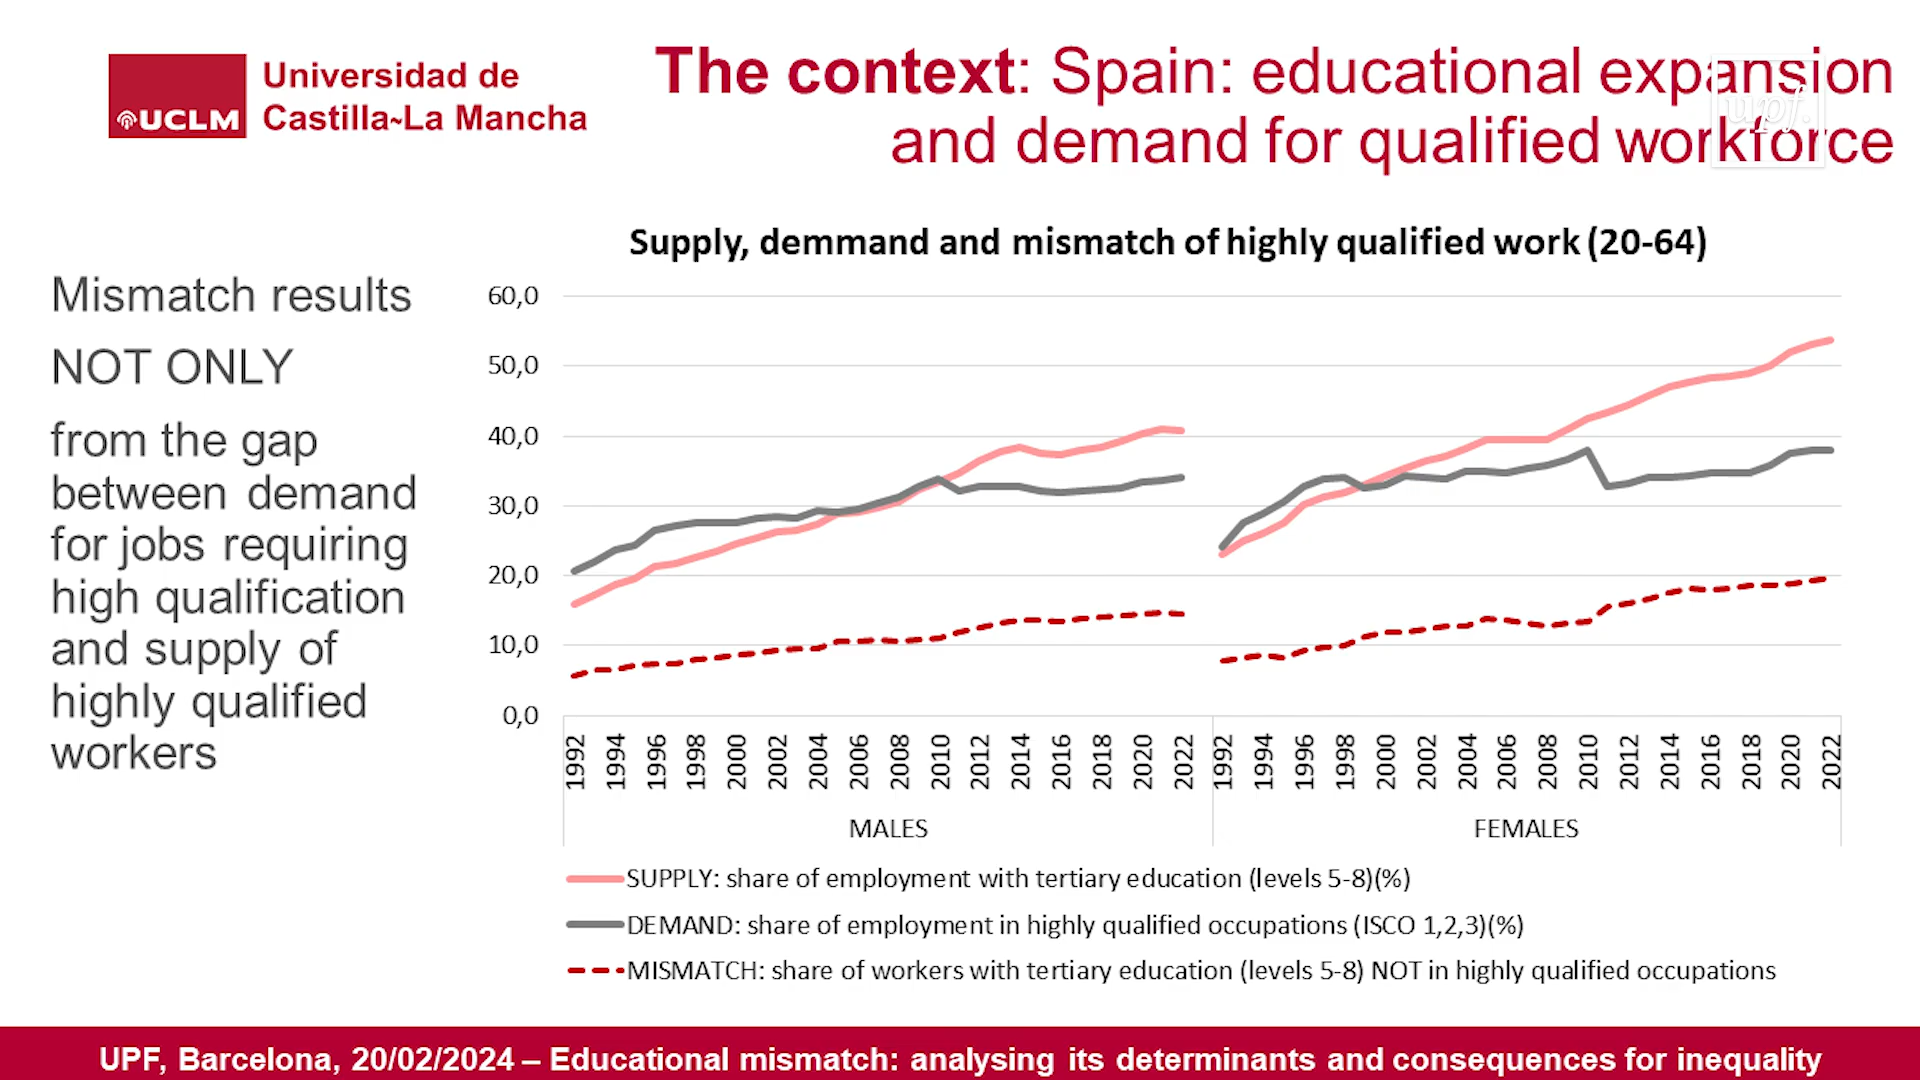 UCLM
Universidad de
Castilla~La Mancha
The context: Spain: educational expansion
and demand for qualified workforce
upf.
Mismatch results
NOT ONLY
from the gap
between demand
for jobs requiring
high qualification
and supply of
highly qualified
workers
Supply, demmand and mismatch of highly qualified work (20-64)
60,0
50,0
40,0
30,0
20,0
10,0
0,0
1992 1994 1996 1998 2000 2002 2004 2006 2008 2010 2012 2014 2016 2018 2020 2022 1992 1994 1996 1998 2000 2002 2004 2006 2008 2010 2012 2014 2016 2018 2020 2022
MALES FEMALES
SUPPLY: share of employment with tertiary education (levels 5-8)(%)
DEMAND: share of employment in highly qualified occupations (ISCO 1,2,3)(%)
MISMATCH: share of workers with tertiary education (levels 5-8) NOT in highly qualified occupations
UPF, Barcelona, 20/02/2024 – Educational mismatch: analysing its determinants and consequences for inequality